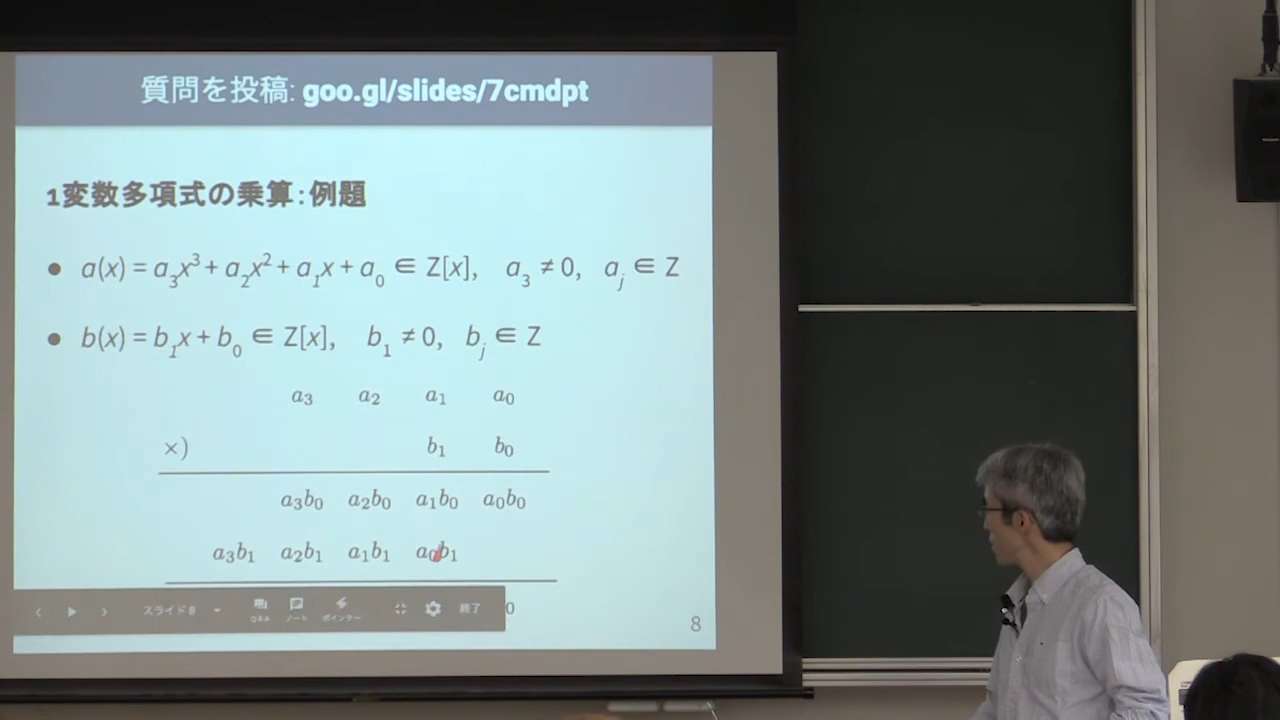 質問を投稿: goo.gl/slides/7cmdpt
1変数多項式の乗算：例題
● a(x) = a₃x³ + a₂x² + a₁x + a₀ ∈ Z[x], a₃ ≠ 0, aⱼ ∈ Z
● b(x) = b₁x + b₀ ∈ Z[x], b₁ ≠ 0, bⱼ ∈ Z
a₃ a₂ a₁ a₀
×) b₁ b₀
a₃b₀ a₂b₀ a₁b₀ a₀b₀
a₃b₁ a₂b₁ a₁b₁ a₀b₁
スライド 8 Q&A ノート ポインター 終了 0
8